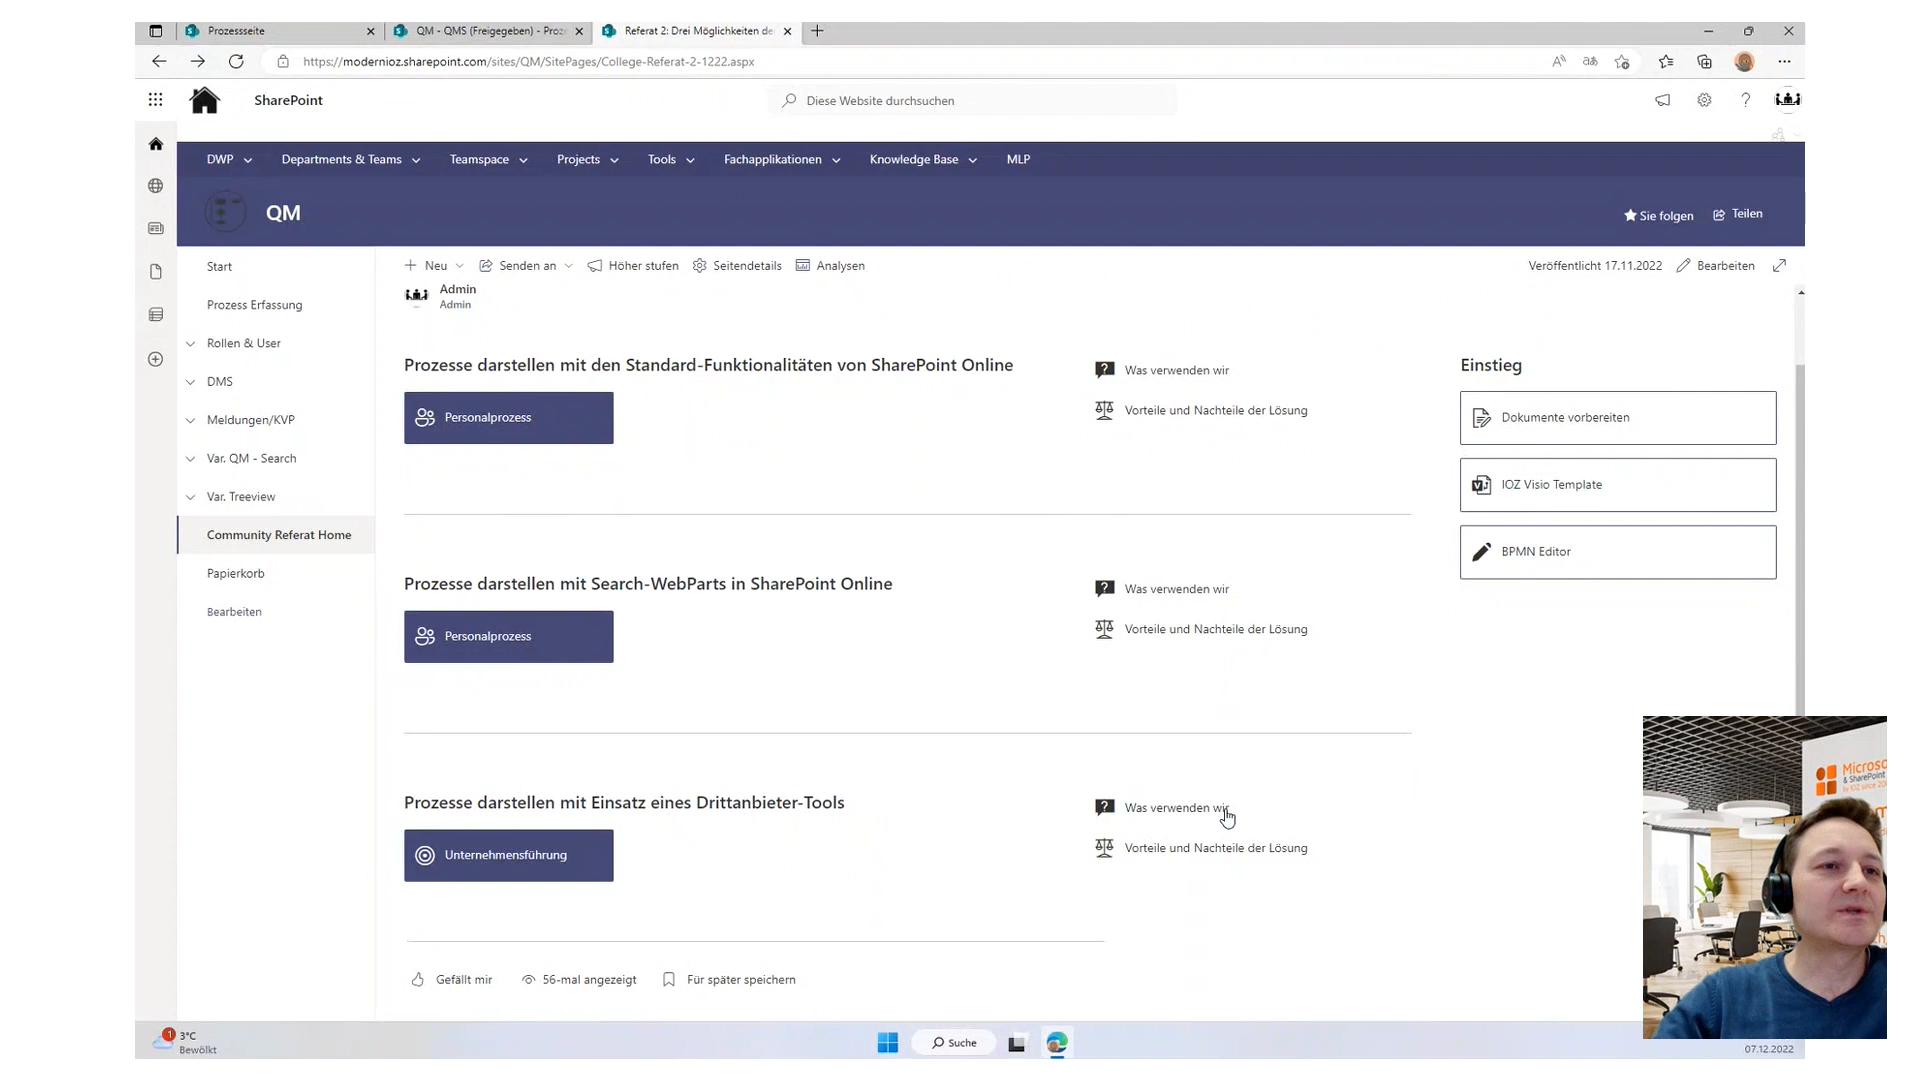 Prozessseite
QM - QMS (Freigegeben) - Proz
Referat 2: Drei Möglichkeiten de
https://modernioz.sharepoint.com/sites/QM/SitePages/College-Referat-2-1222.aspx
SharePoint
Diese Website durchsuchen
DWP
Departments & Teams
Teamspace
Projects
Tools
Fachapplikationen
Knowledge Base
MLP
QM
Sie folgen
Teilen
Start
Prozess Erfassung
Rollen & User
DMS
Meldungen/KVP
Var. QM - Search
Var. Treeview
Community Referat Home
Papierkorb
Bearbeiten
Neu
Senden an
Höher stufen
Seitendetails
Analysen
Veröffentlicht 17.11.2022
Bearbeiten
Admin
Admin
Prozesse darstellen mit den Standard-Funktionalitäten von SharePoint Online
Personalprozess
Was verwenden wir
Vorteile und Nachteile der Lösung
Prozesse darstellen mit Search-WebParts in SharePoint Online
Personalprozess
Was verwenden wir
Vorteile und Nachteile der Lösung
Prozesse darstellen mit Einsatz eines Drittanbieter-Tools
Unternehmensführung
Was verwenden wir
Vorteile und Nachteile der Lösung
Einstieg
Dokumente vorbereiten
IOZ Visio Template
BPMN Editor
Gefällt mir
56-mal angezeigt
Für später speichern
Microso
& SharePoint
1
3°C
Bewölkt
Suche
07.12.2022